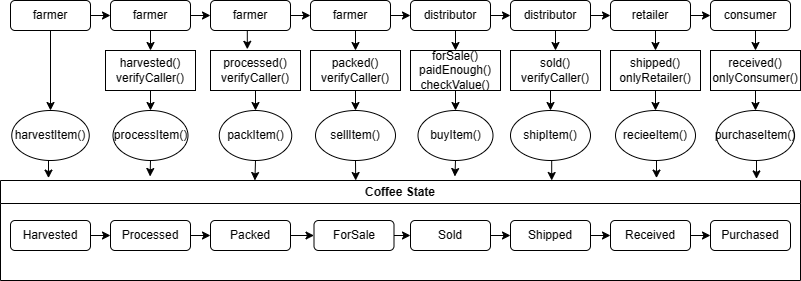 farmer farmer farmer farmer distributor distributor retailer consumer
harvested() processed() packed() forSale() sold() shipped() received()
verifyCaller() verifyCaller() verifyCaller() paidEnough() verifyCaller() onlyRetailer() onlyConsumer()
checkValue()
harvestItem() processItem() packItem() sellItem() buyItem() shipItem() recieeItem() purchaseItem()
Coffee State
Harvested Processed Packed ForSale Sold Shipped Received Purchased